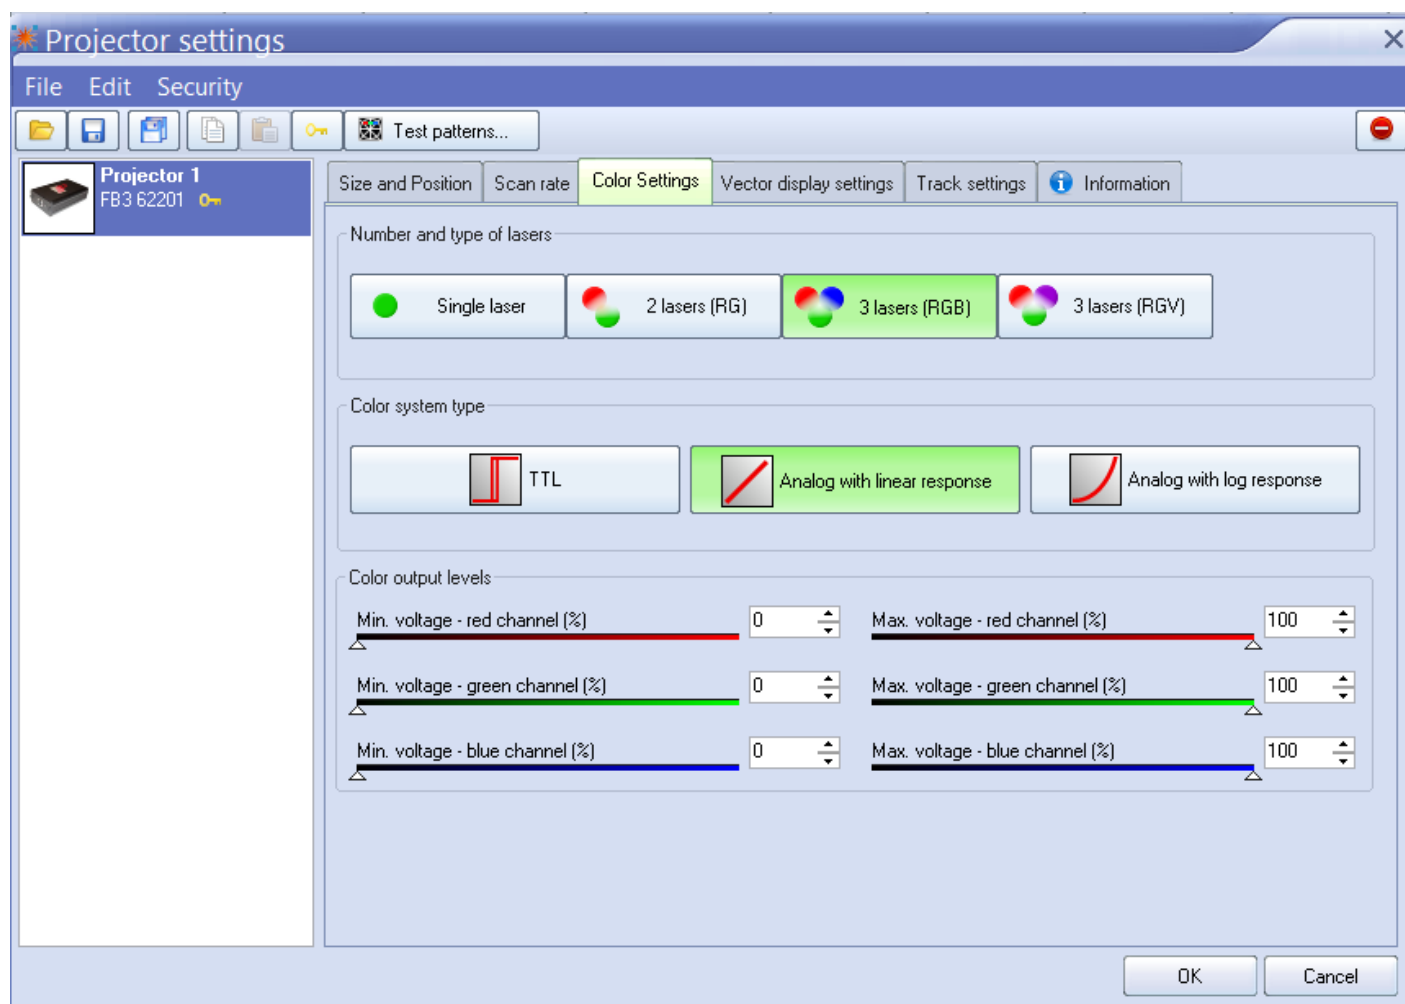 Projector settings
File Edit Security
Test patterns...
Projector 1
FB3 62201
Size and Position Scan rate Color Settings Vector display settings Track settings Information
Number and type of lasers
Single laser 2 lasers (RG) 3 lasers (RGB) 3 lasers (RGV)
Color system type
TTL Analog with linear response Analog with log response
Color output levels
Min. voltage - red channel (%) 0 Max. voltage - red channel (%) 100
Min. voltage - green channel (%) 0 Max. voltage - green channel (%) 100
Min. voltage - blue channel (%) 0 Max. voltage - blue channel (%) 100
OK Cancel